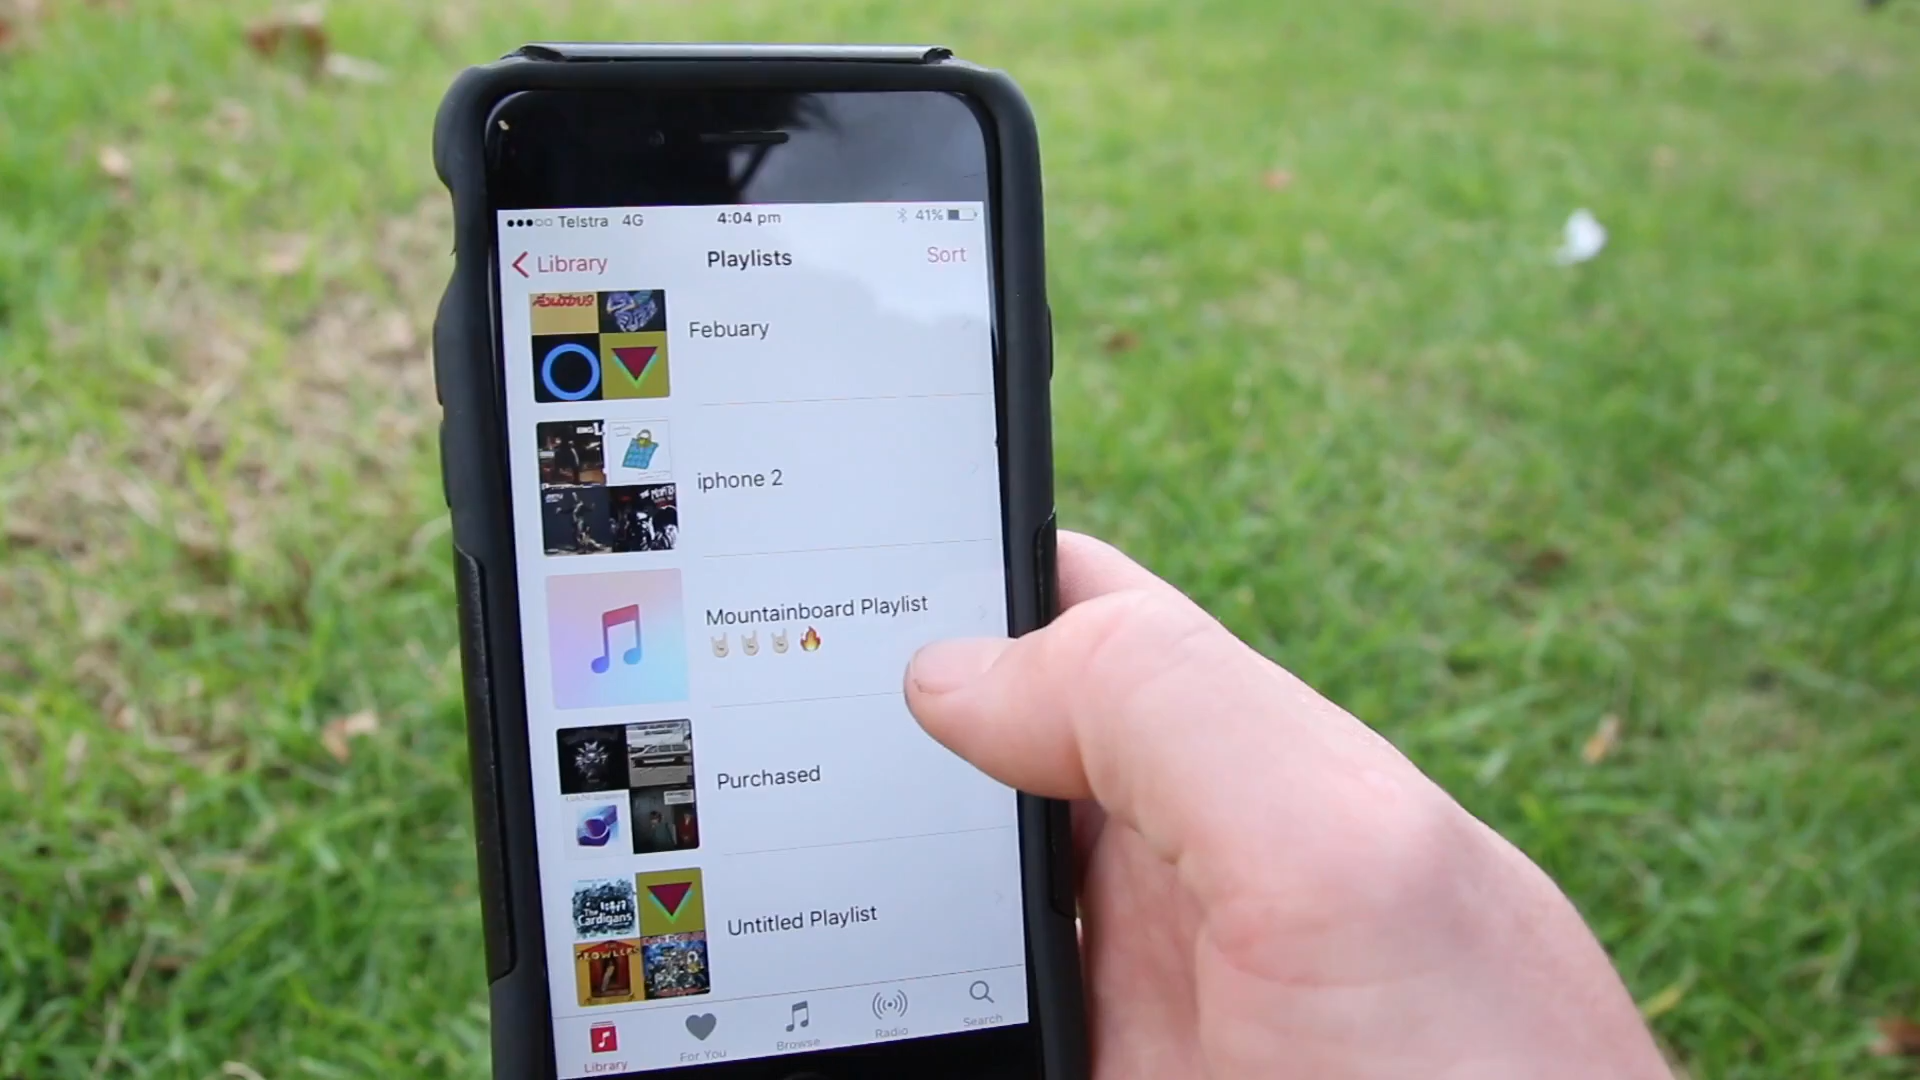 Telstra 4G 4:04 pm 41%
Library Playlists Sort
Febuary
iphone 2
Mountainboard Playlist
🤘🏻🤘🏻🤘🏻🔥
Purchased
The Cardigans
Untitled Playlist
GROWLERS
Library For You Browse Radio Search